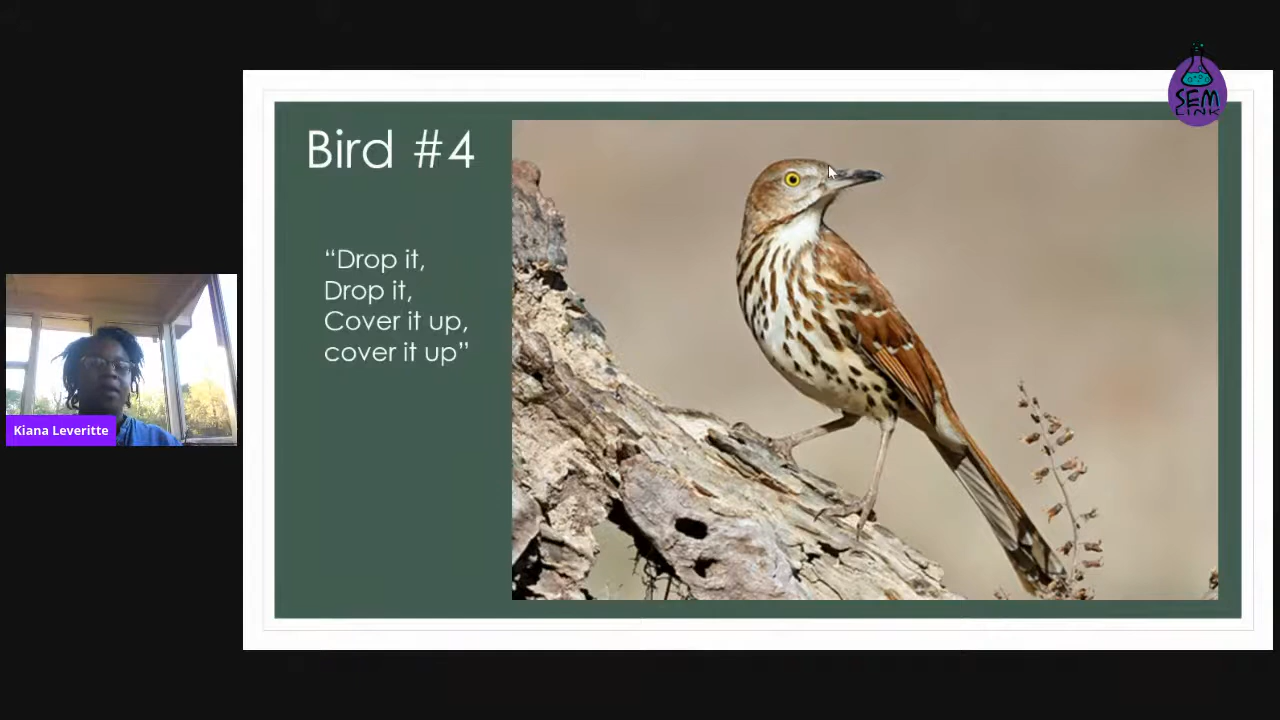 Bird #4
“Drop it,
Drop it,
Cover it up,
cover it up”
Kiana Leveritte
SEM
LINK